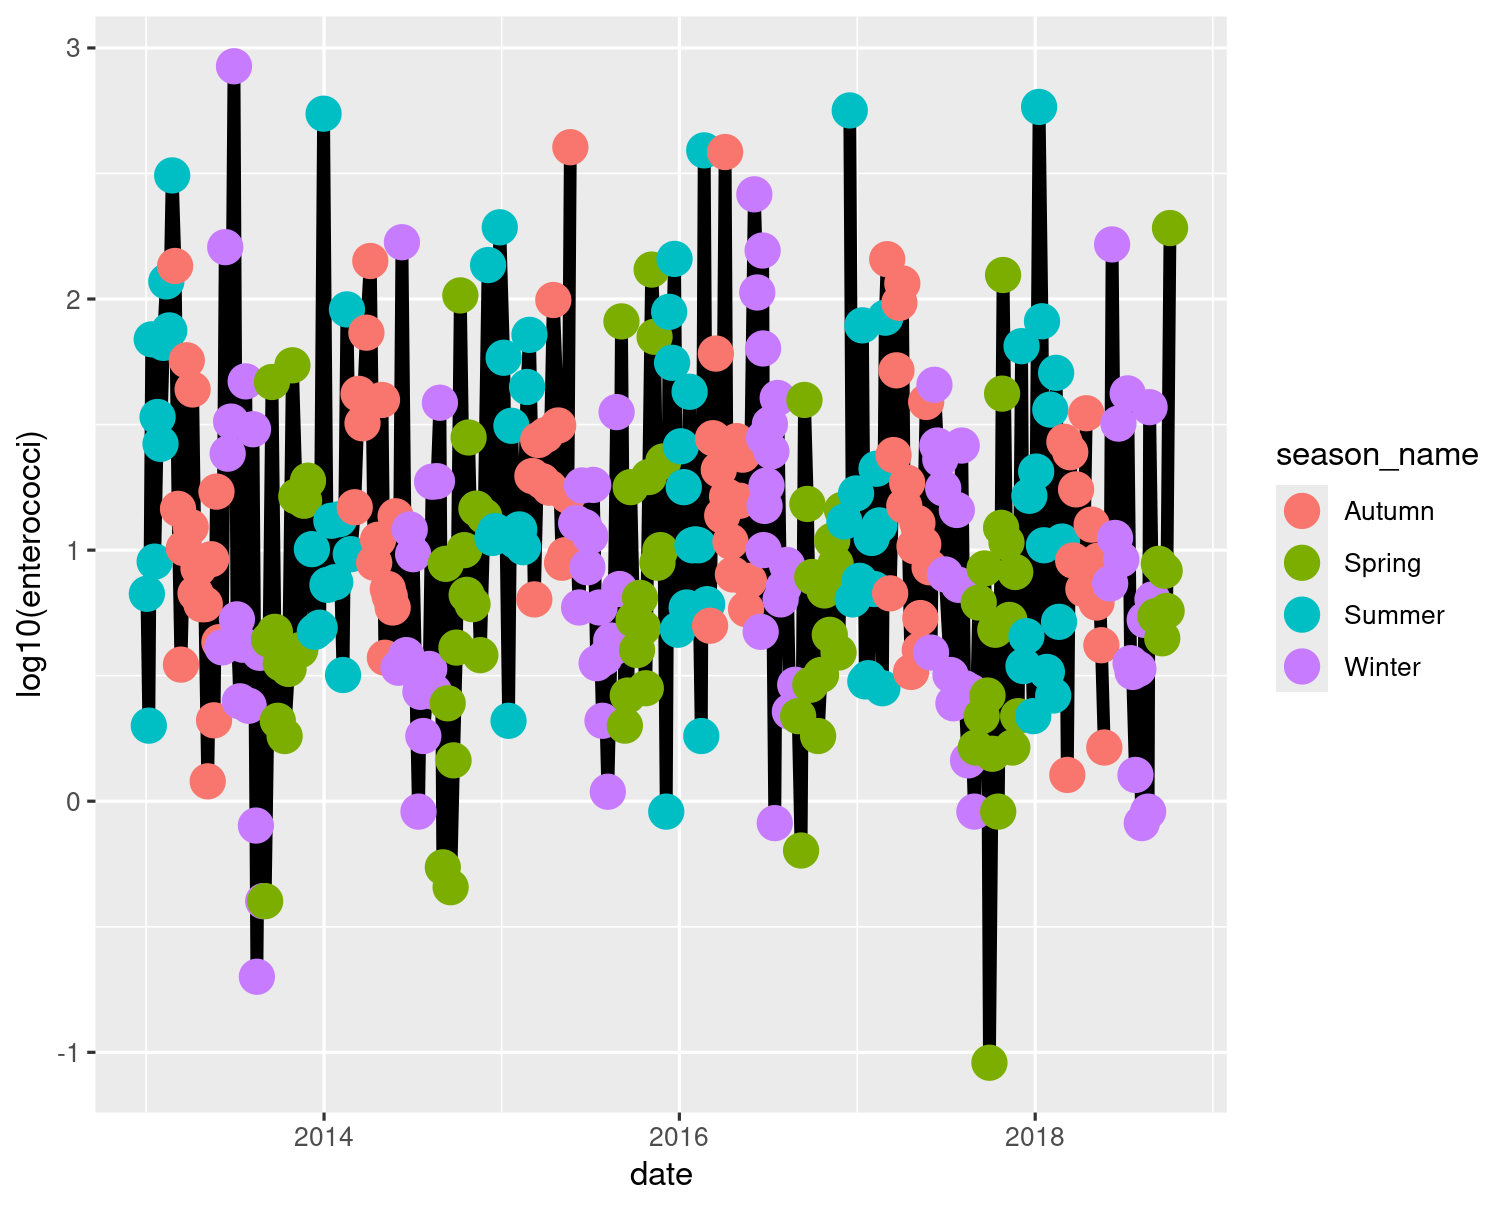 log10(enterococci)
3
2
1
0
-1
2014
2016
2018
date
season_name
Autumn
Spring
Summer
Winter